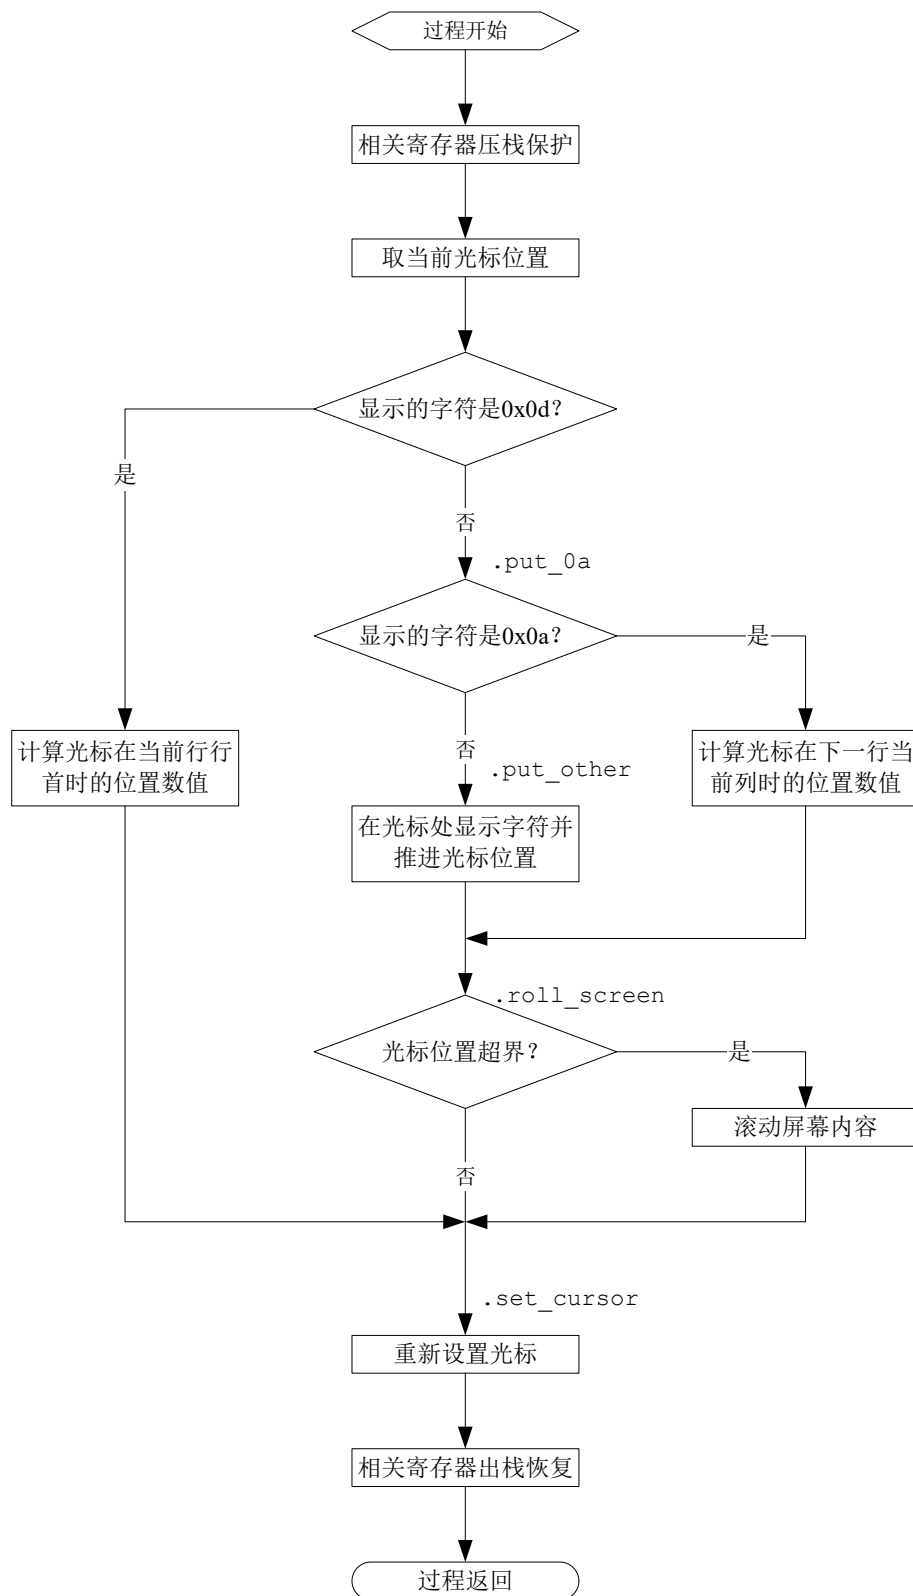 过程开始
相关寄存器压栈保护
取当前光标位置
显示的字符是0x0d？
是
否
.put_0a
显示的字符是0x0a？
是
计算光标在当前行行
首时的位置数值
否
.put_other
计算光标在下一行当
前列时的位置数值
在光标处显示字符并
推进光标位置
.roll_screen
光标位置超界？
是
滚动屏幕内容
否
.set_cursor
重新设置光标
相关寄存器出栈恢复
过程返回